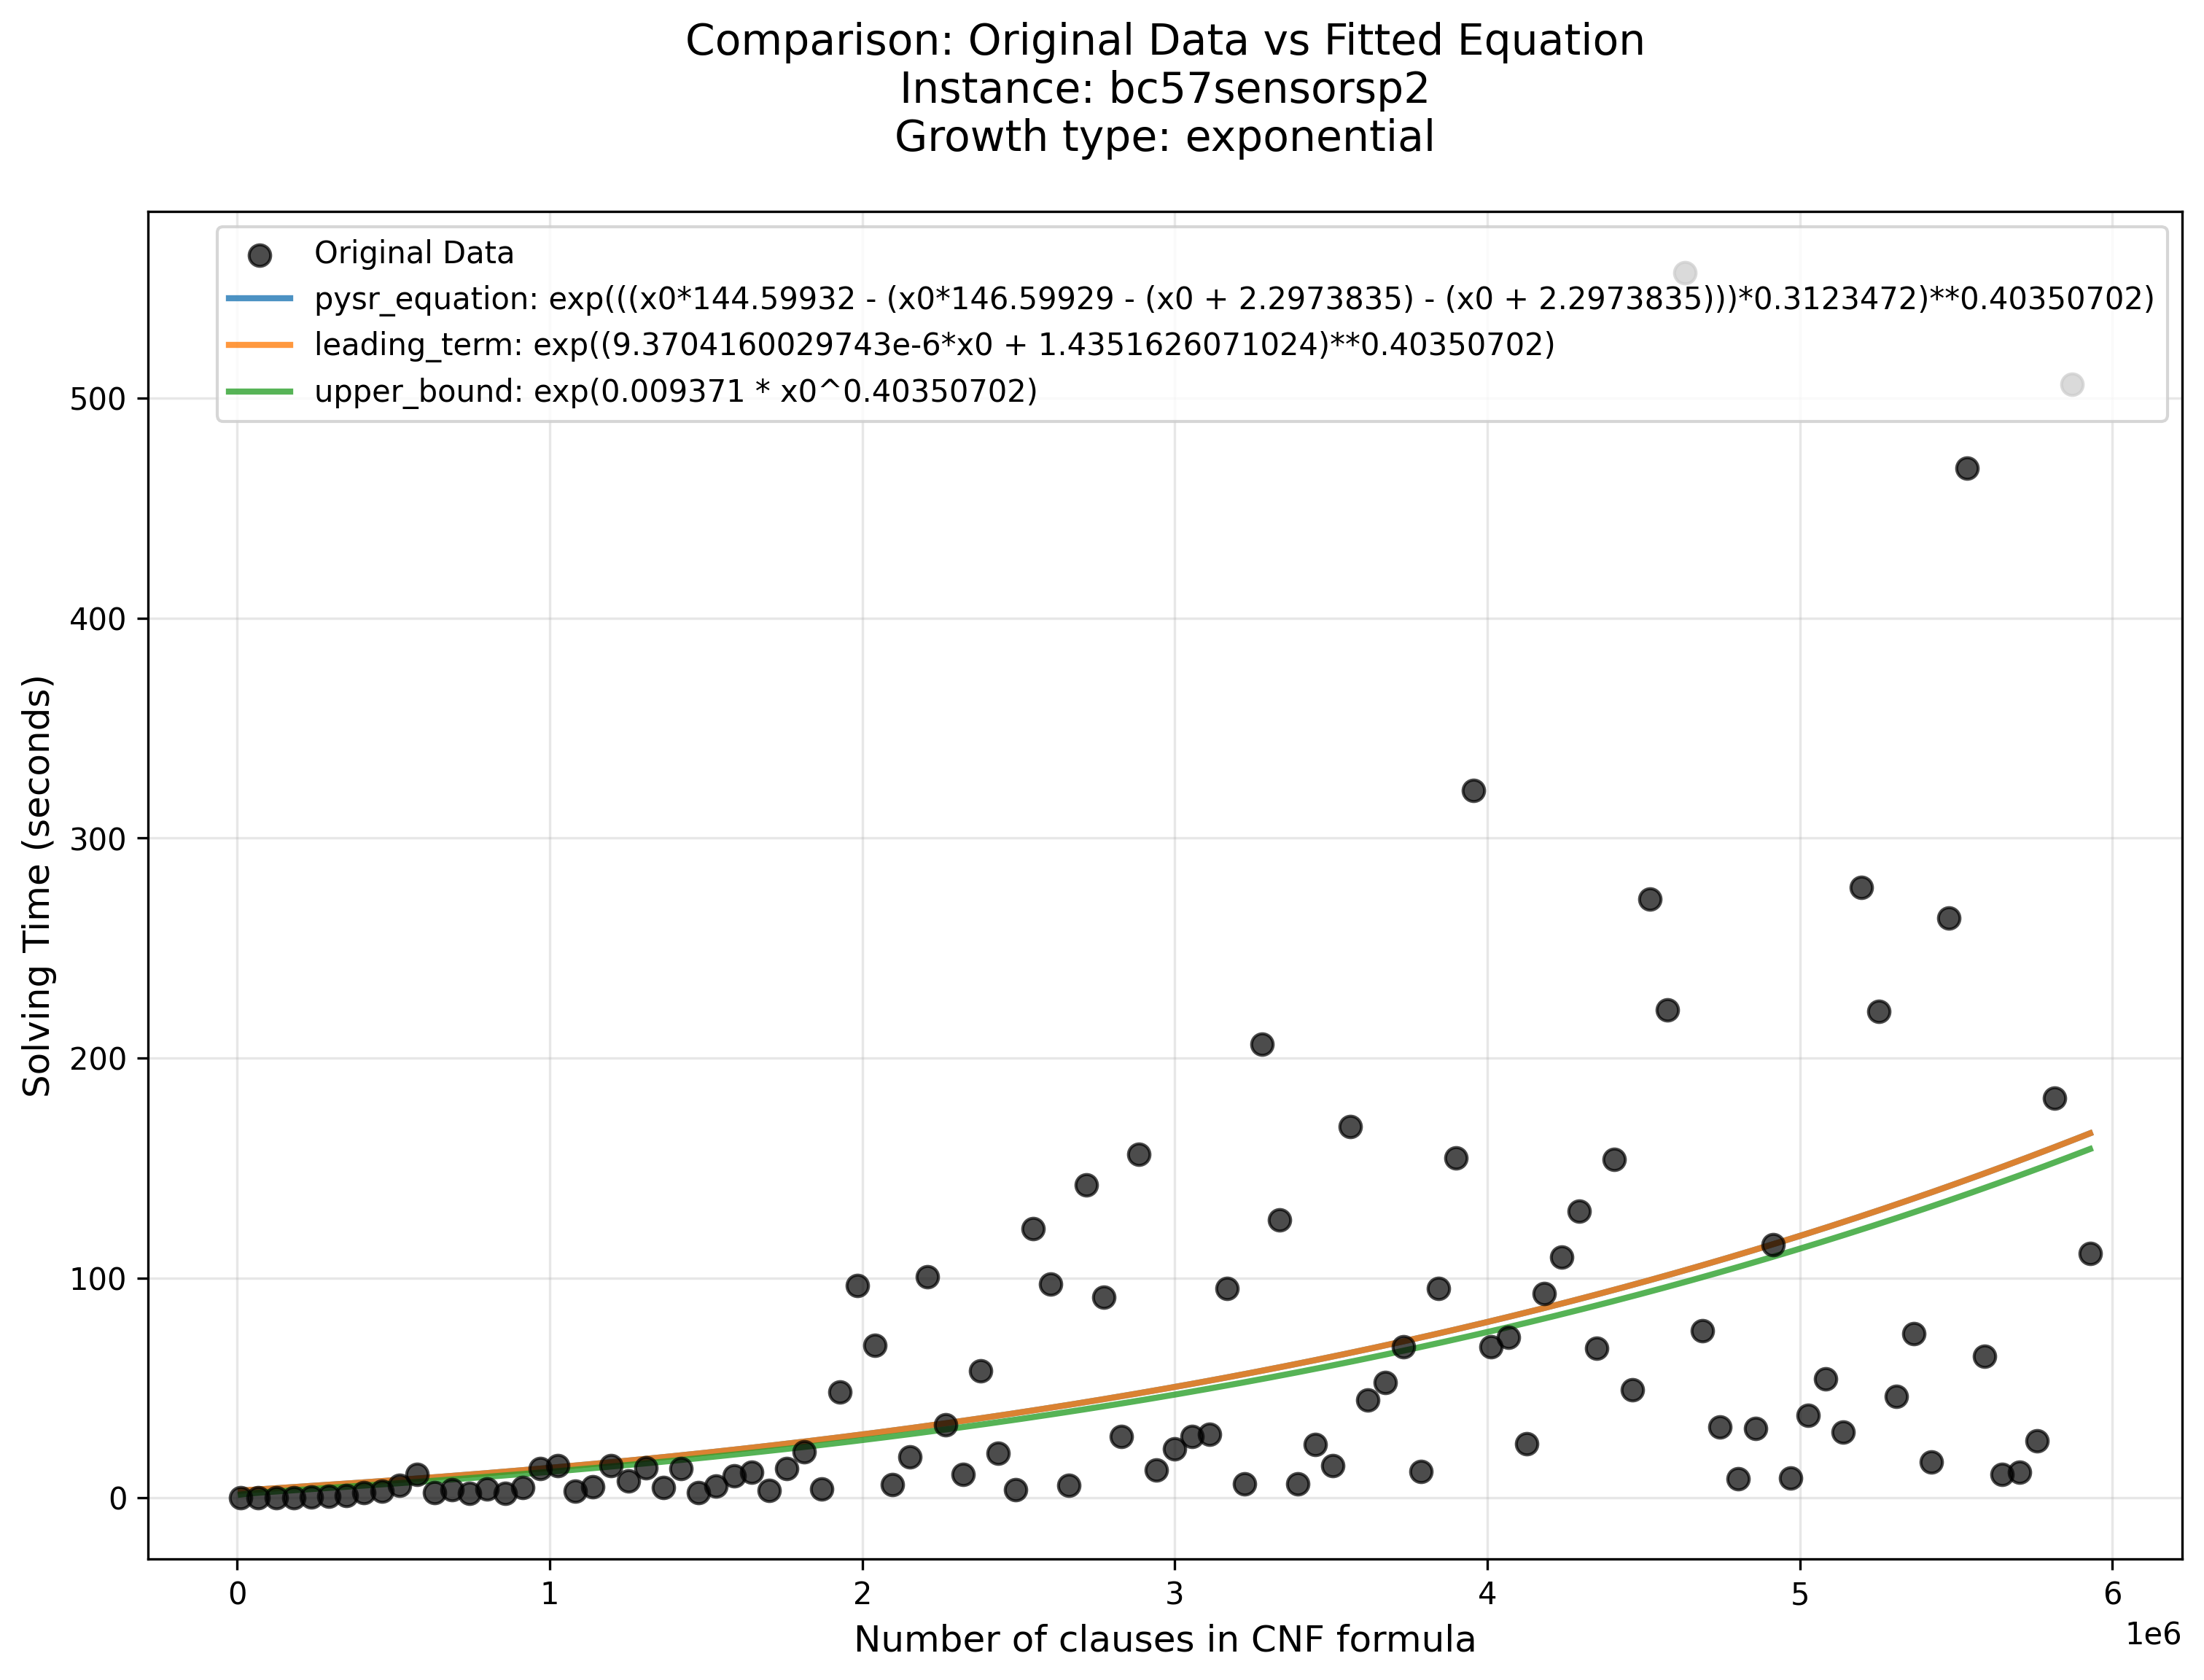 Comparison: Original Data vs Fitted Equation
Instance: bc57sensorsp2
Growth type: exponential
Original Data
pysr_equation: exp(((x0*144.59932 - (x0*146.59929 - (x0 + 2.2973835) - (x0 + 2.2973835)))*0.3123472)**0.40350702)
leading_term: exp((9.3704160029743e-6*x0 + 1.4351626071024)**0.40350702)
upper_bound: exp(0.009371 * x0^0.40350702)
500
400
300
200
100
0
Solving Time (seconds)
0 1 2 3 4 5 6
1e6
Number of clauses in CNF formula